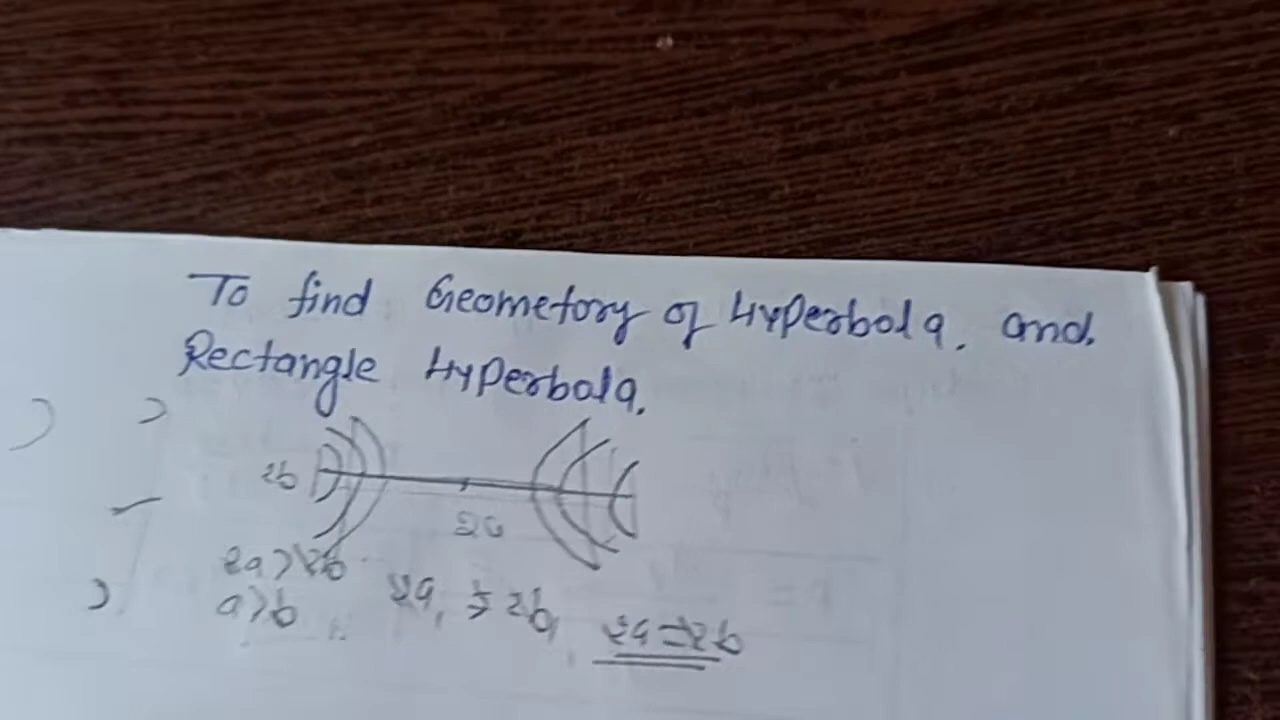 To find Geometory of Hyperbola. and.
Rectangle Hyperbola.
2b
2a
2a>2b
a>b
2a=2b